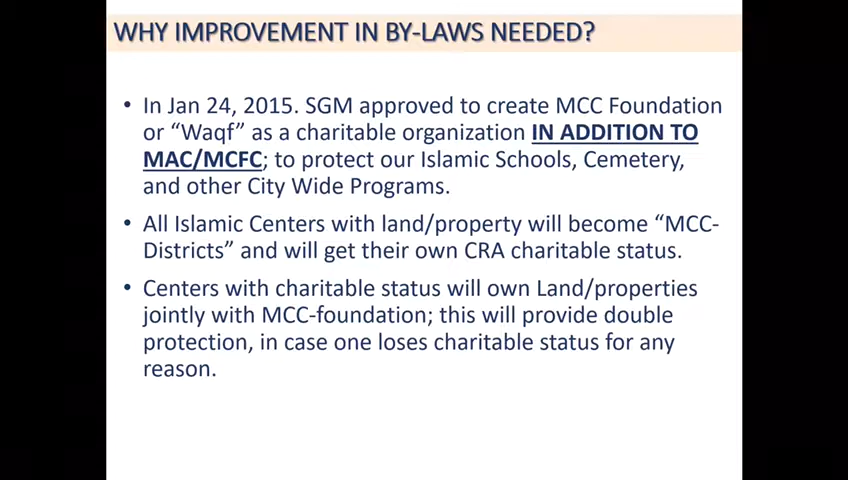 WHY IMPROVEMENT IN BY-LAWS NEEDED?
• In Jan 24, 2015. SGM approved to create MCC Foundation
or “Waqf” as a charitable organization IN ADDITION TO
MAC/MCFC; to protect our Islamic Schools, Cemetery,
and other City Wide Programs.
• All Islamic Centers with land/property will become “MCC-
Districts” and will get their own CRA charitable status.
• Centers with charitable status will own Land/properties
jointly with MCC-foundation; this will provide double
protection, in case one loses charitable status for any
reason.